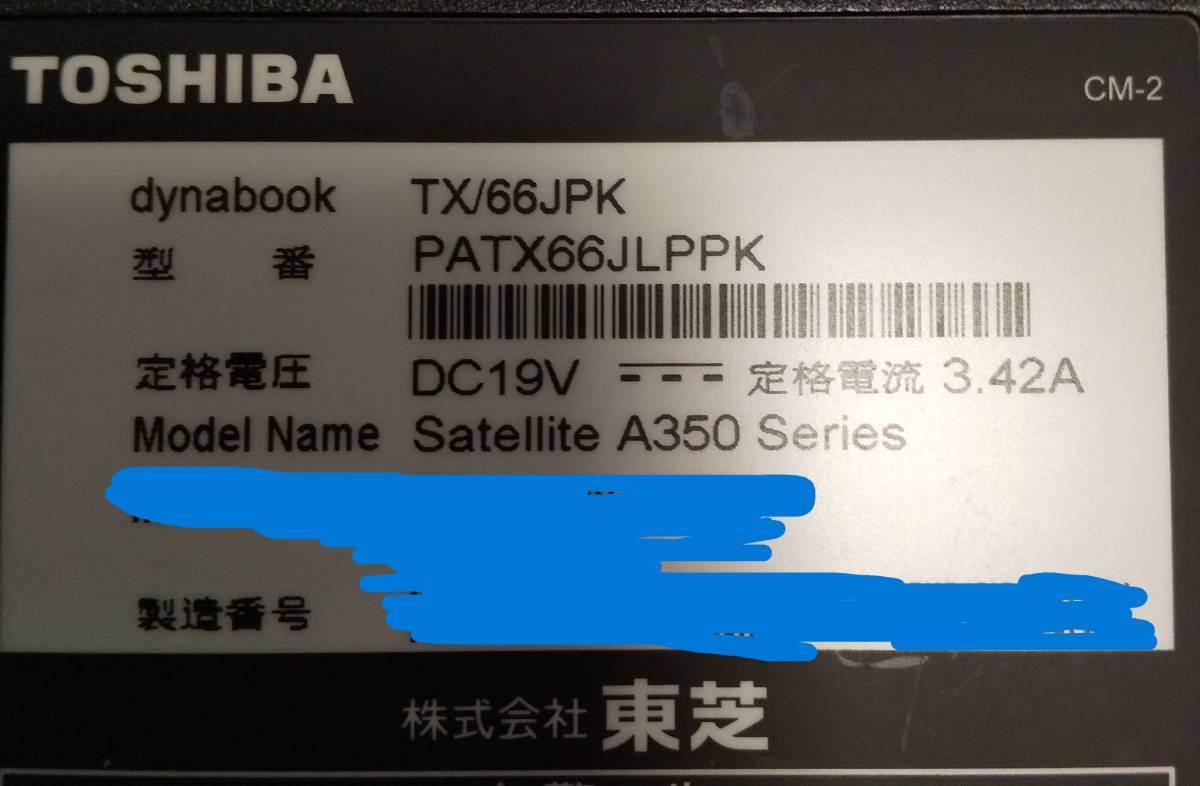 TOSHIBA
CM-2
dynabook TX/66JPK
型 番 PATX66JLPPK
定格電圧 DC19V 定格電流 3.42A
Model Name Satellite A350 Series
製造番号
株式会社 東芝